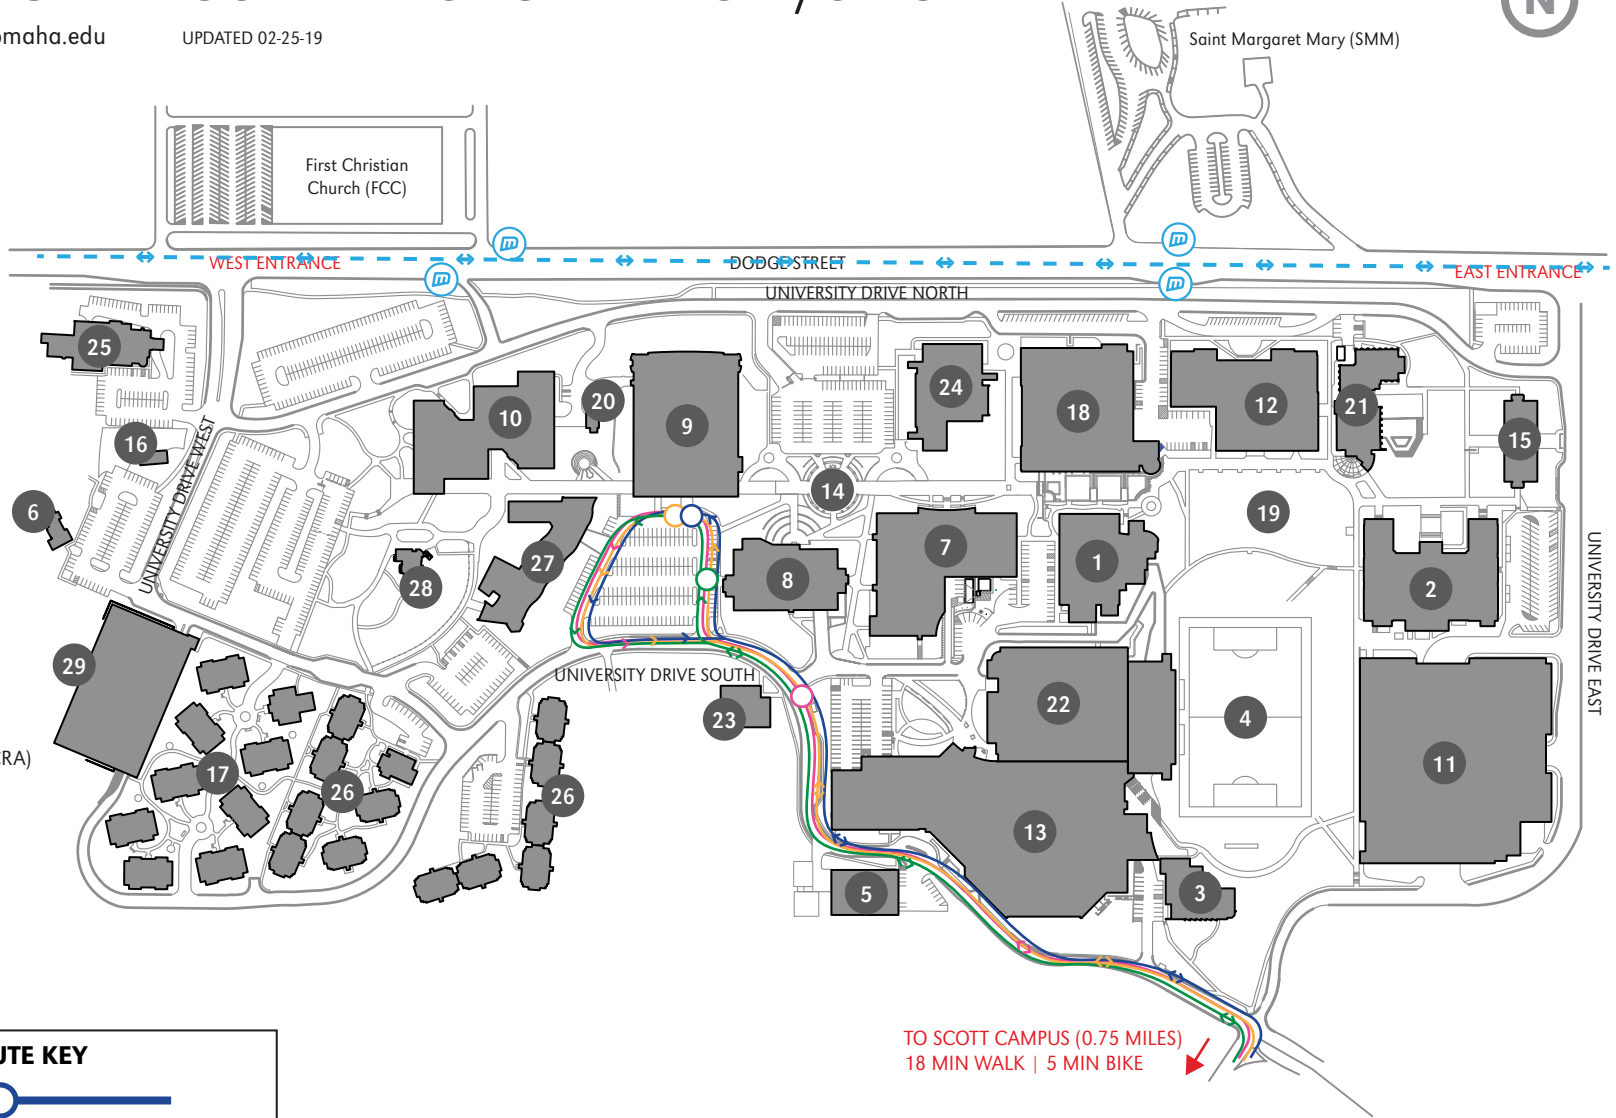 omaha.edu
UPDATED 02-25-19
N
Saint Margaret Mary (SMM)
First Christian
Church (FCC)
WEST ENTRANCE
DODGE STREET
EAST ENTRANCE
UNIVERSITY DRIVE NORTH
25
10
20
9
24
18
12
21
15
16
UNIVERSITY DRIVE WEST
14
6
19
27
7
8
1
2
28
UNIVERSITY DRIVE EAST
29
UNIVERSITY DRIVE SOUTH
23
22
4
CRA)
17
26
26
11
13
5
3
TO SCOTT CAMPUS (0.75 MILES)
18 MIN WALK | 5 MIN BIKE
UTE KEY